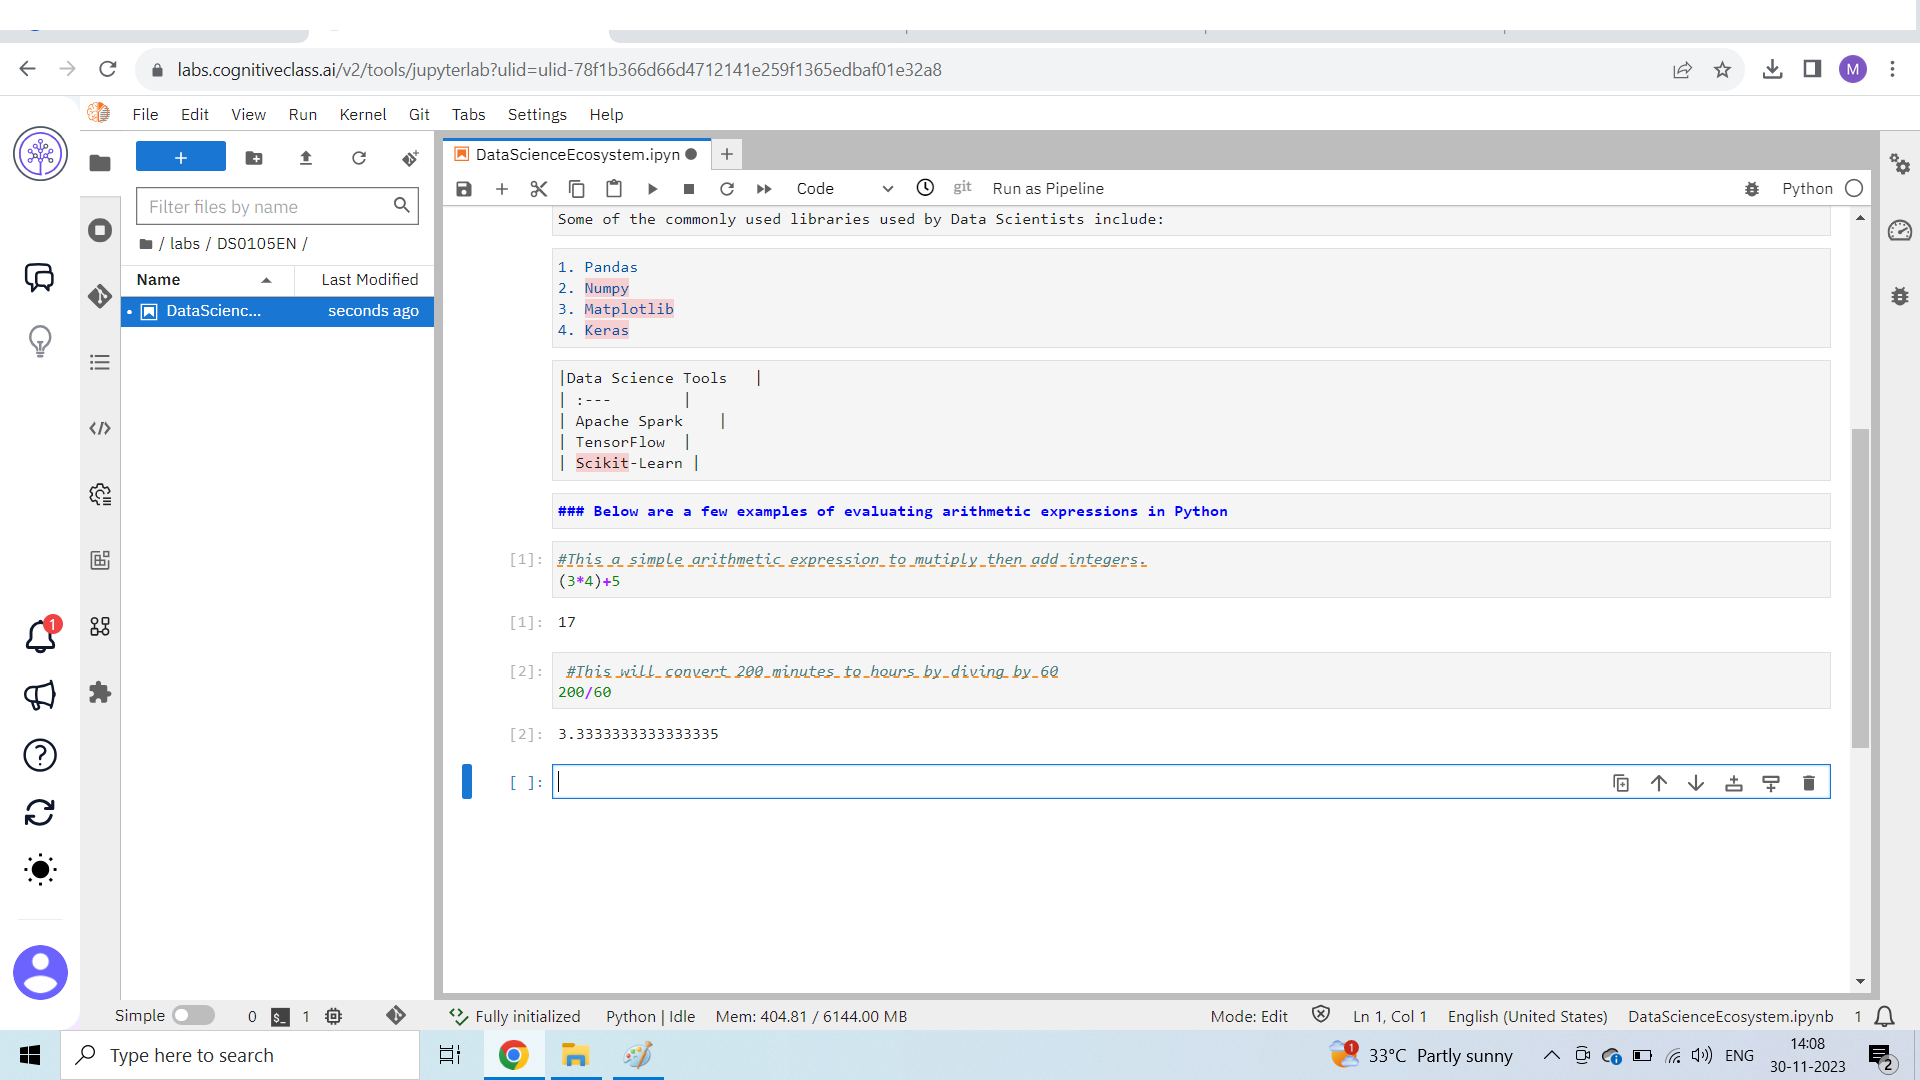 labs.cognitiveclass.ai/v2/tools/jupyterlab?ulid=ulid-78f1b366d66d4712141e259f1365edbaf01e32a8
M
File Edit View Run Kernel Git Tabs Settings Help
+
DataScienceEcosystem.ipyn
Code
git
Run as Pipeline
Python
Filter files by name
/ labs / DS0105EN /
Name
Last Modified
DataScienc...
seconds ago
Some of the commonly used libraries used by Data Scientists include:
1. Pandas
2. Numpy
3. Matplotlib
4. Keras
|Data Science Tools   |
| :---        |
| Apache Spark    |
| TensorFlow  |
| Scikit-Learn |
### Below are a few examples of evaluating arithmetic expressions in Python
[1]: #This a simple arithmetic expression to mutiply then add integers.
(3*4)+5
[1]: 17
[2]: #This will convert 200 minutes to hours by diving by 60
200/60
[2]: 3.3333333333333335
[ ]:
1
Simple 0 $_ 1 Fully initialized Python | Idle Mem: 404.81 / 6144.00 MB Mode: Edit Ln 1, Col 1 English (United States) DataScienceEcosystem.ipynb 1
Type here to search
1
33°C Partly sunny
ENG
14:08
30-11-2023
2